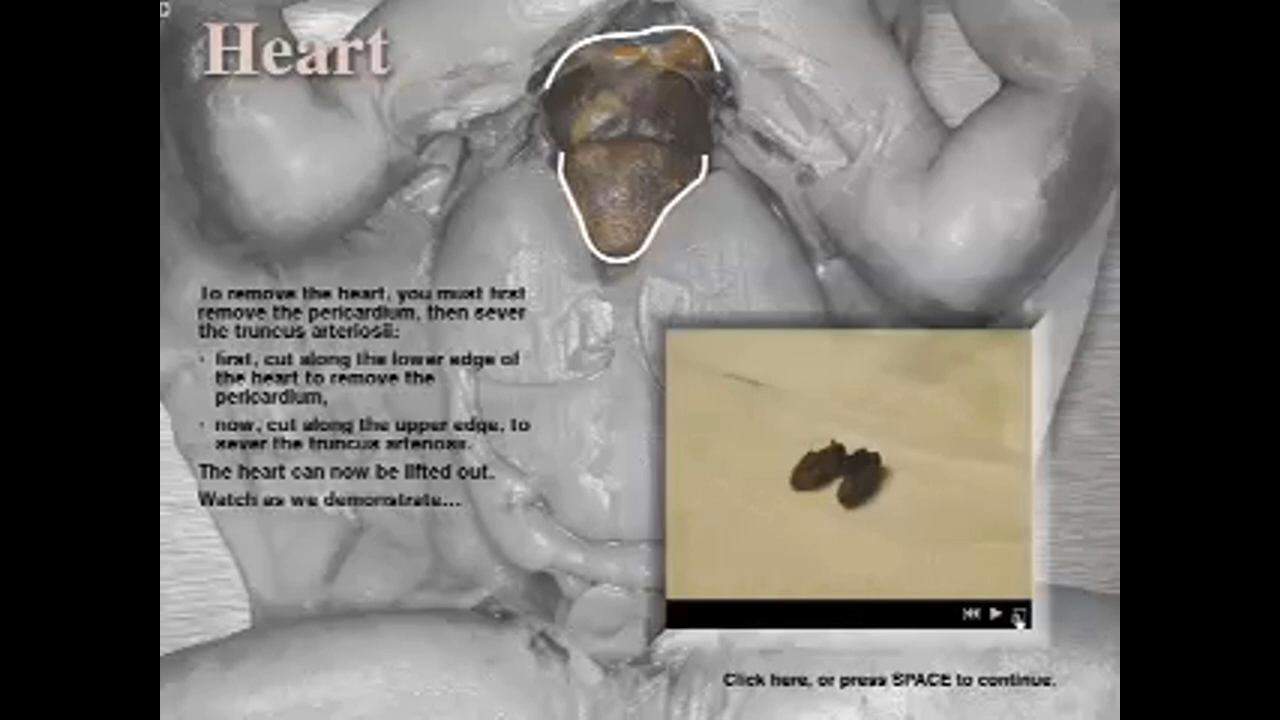 Heart
To remove the heart, you must first
remove the pericardium, then sever
the truncus arteriosii:
· first, cut along the lower edge of
the heart to remove the
pericardium,
· now, cut along the upper edge, to
sever the truncus arteriosii.
The heart can now be lifted out.
Watch as we demonstrate...
Click here, or press SPACE to continue.